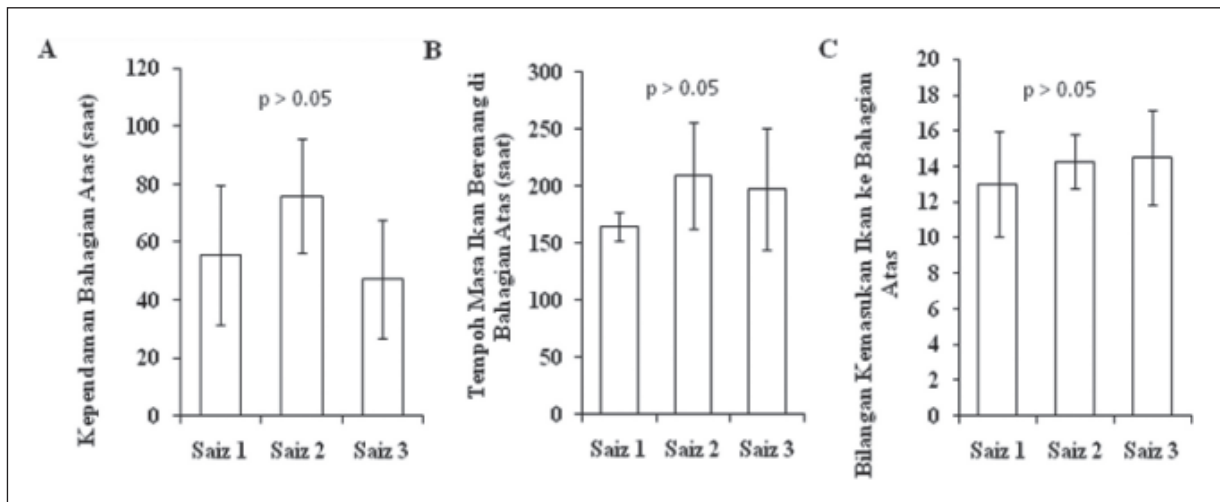 A
Kependaman Bahagian Atas (saat)
120
100
80
60
40
20
0
p > 0.05
Saiz 1 Saiz 2 Saiz 3
B
Tempoh Masa Ikan Berenang di
Bahagian Atas (saat)
300
250
200
150
100
50
0
p > 0.05
Saiz 1 Saiz 2 Saiz 3
C
Bilangan Kemasukan Ikan ke Bahagian
Atas
20
18
16
14
12
10
8
6
4
2
0
p > 0.05
Saiz 1 Saiz 2 Saiz 3